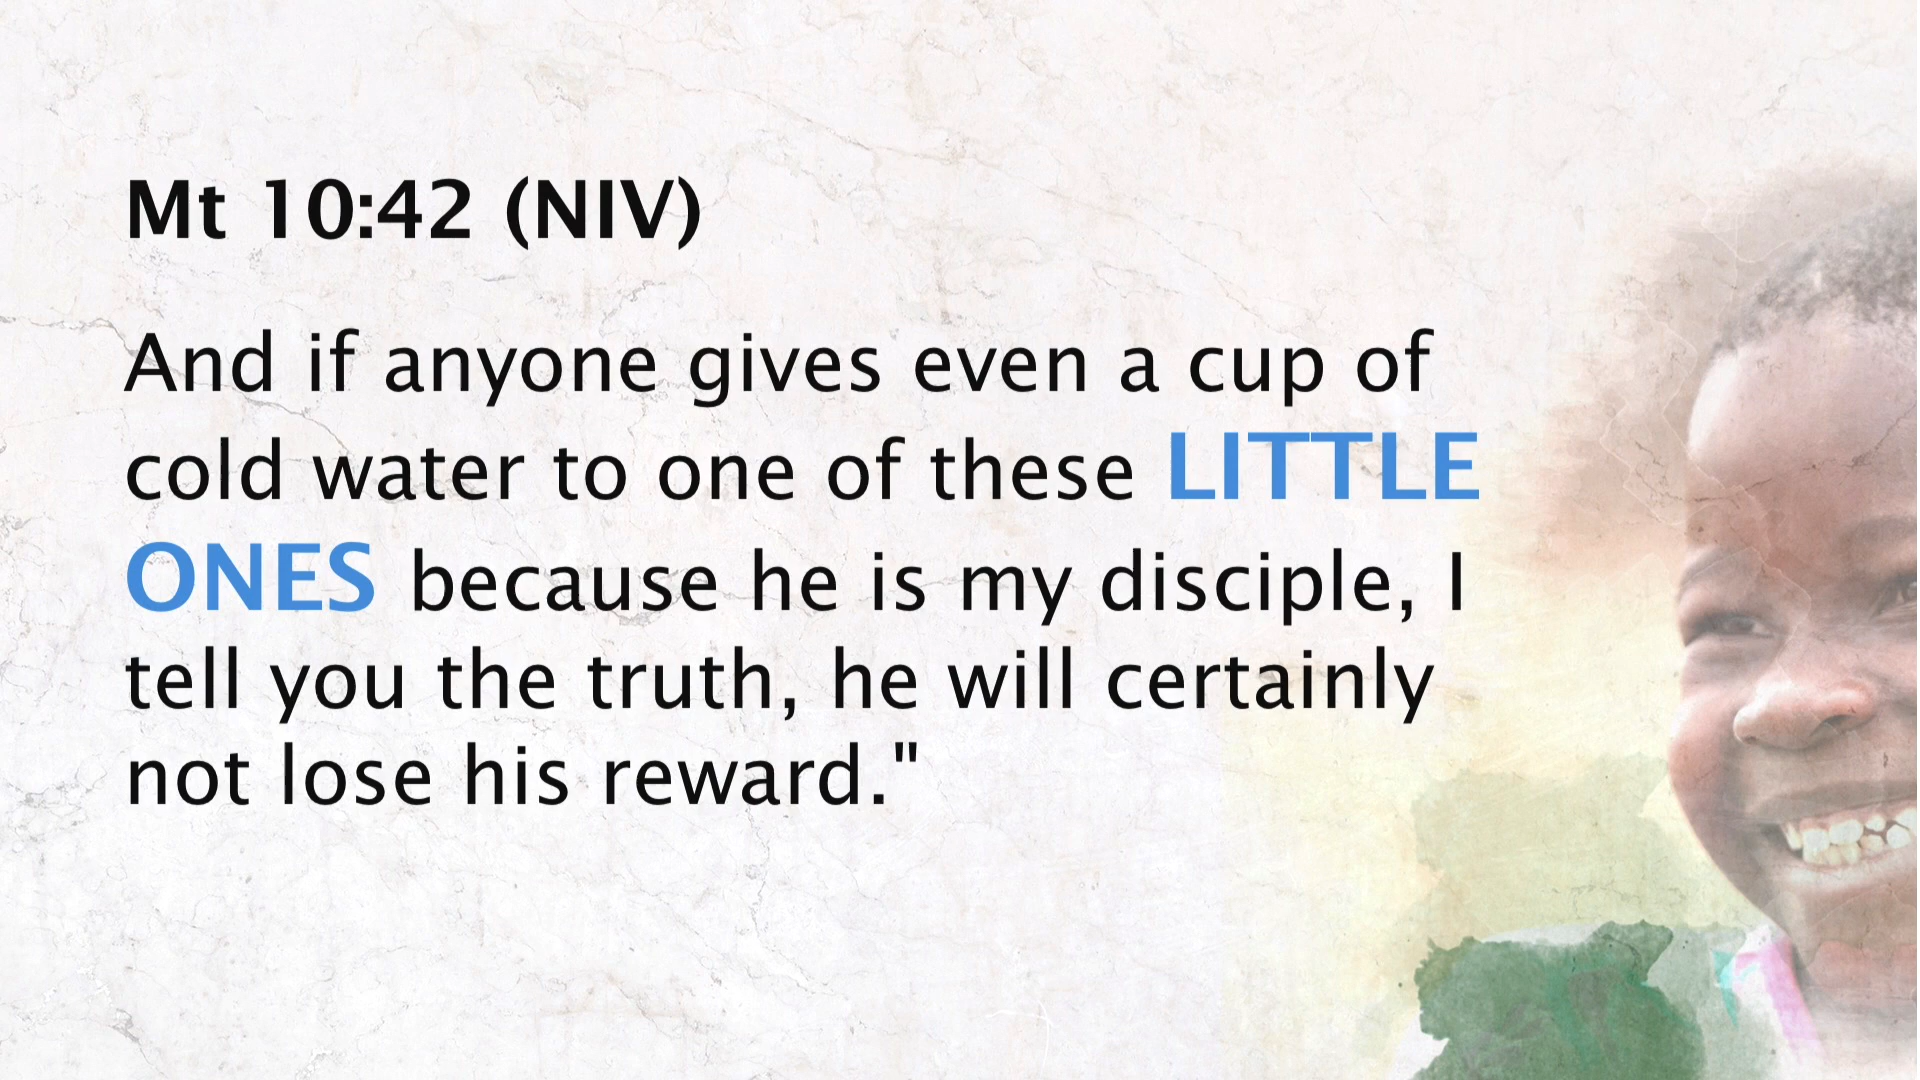 Mt 10:42 (NIV)
And if anyone gives even a cup of
cold water to one of these LITTLE
ONES because he is my disciple, I
tell you the truth, he will certainly
not lose his reward."